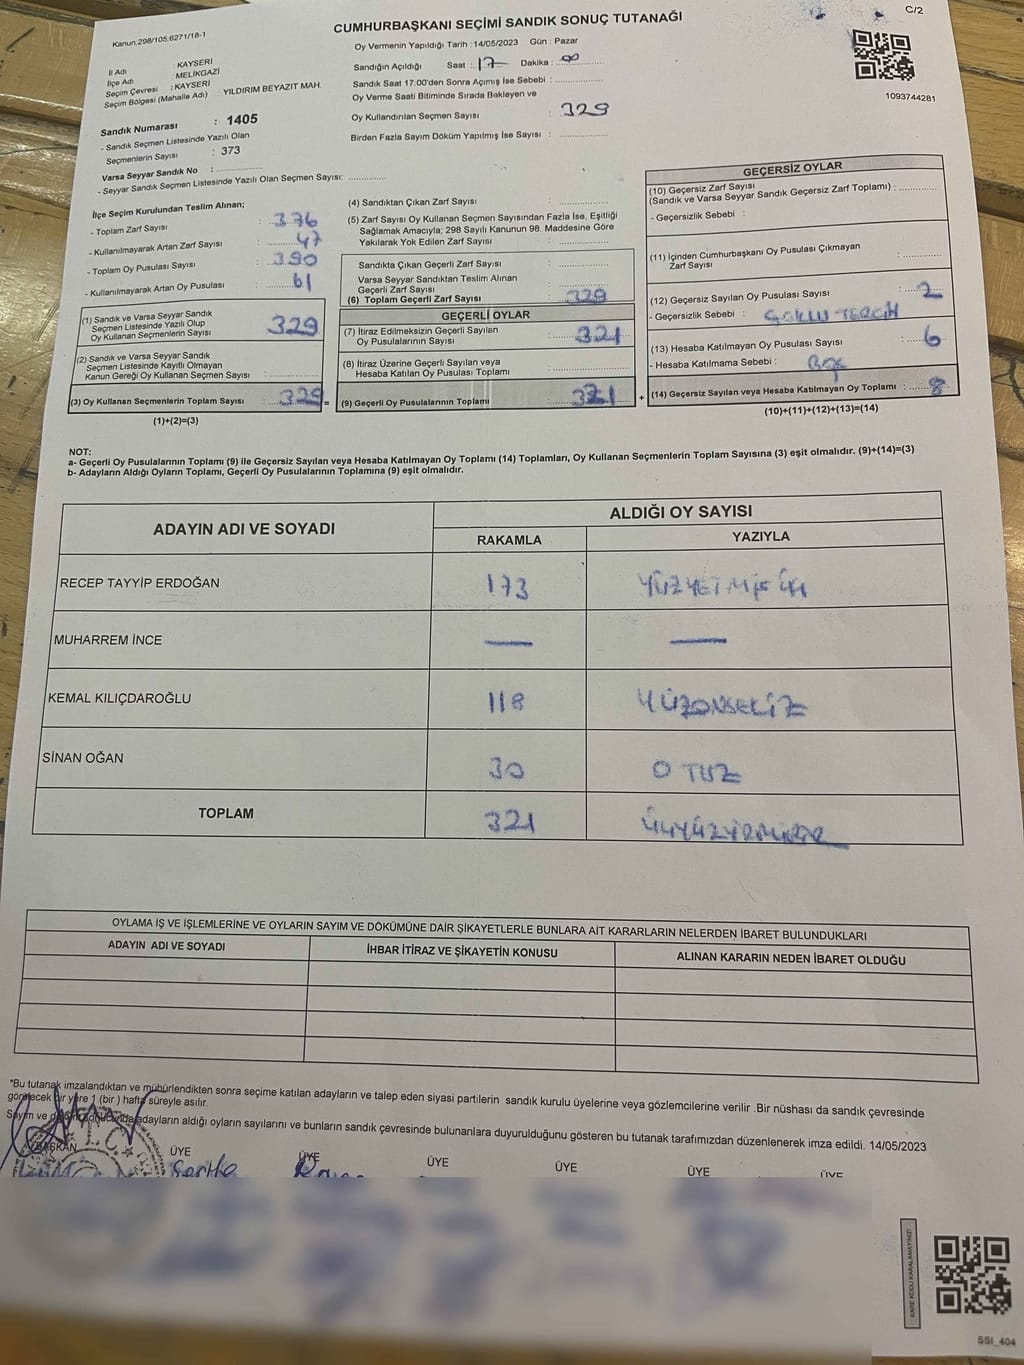 C/2
Kanun:298/105;6271/18-1
CUMHURBAŞKANI SEÇİMİ SANDIK SONUÇ TUTANAĞI
Oy Vermenin Yapıldığı Tarih : 14/05/2023 Gün : Pazar
İl Adı : KAYSERİ
İlçe Adı MELİKGAZİ
Seçim Çevresi : KAYSERİ
Seçim Bölgesi (Mahalle Adı) : YILDIRIM BEYAZIT MAH.
Sandığın Açıldığı Saat : 17 Dakika : 00
Sandık Saat 17:00'den Sonra Açımış İse Sebebi :
Oy Verme Saati Bitiminde Sırada Bekleyen ve
Oy Kullandırılan Seçmen Sayısı : 329
Birden Fazla Sayım Döküm Yapılmış İse Sayısı :
1093744281
Sandık Numarası : 1405
- Sandık Seçmen Listesinde Yazılı Olan
Seçmenlerin Sayısı : 373
Varsa Seyyar Sandık No :
- Seyyar Sandık Seçmen Listesinde Yazılı Olan Seçmen Sayısı:
İlçe Seçim Kurulundan Teslim Alınan;
- Toplam Zarf Sayısı : 376
- Kullanılmayarak Artan Zarf Sayısı : 47
- Toplam Oy Pusulası Sayısı : 390
- Kullanılmayarak Artan Oy Pusulası : 61
(1) Sandık ve Varsa Seyyar Sandık
Seçmen Listesinde Yazılı Olup
Oy Kullanan Seçmenlerin Sayısı 329
(2) Sandık ve Varsa Seyyar Sandık
Seçmen Listesinde Kayıtlı Olmayan
Kanun Gereği Oy Kullanan Seçmen Sayısı :
(3) Oy Kullanan Seçmenlerin Toplam Sayısı 329 =
(1)+(2)=(3)
(4) Sandıktan Çıkan Zarf Sayısı :
(5) Zarf Sayısı Oy Kullanan Seçmen Sayısından Fazla İse, Eşitliği
Sağlamak Amacıyla; 298 Sayılı Kanunun 98. Maddesine Göre
Yakılarak Yok Edilen Zarf Sayısı :
Sandıkta Çıkan Geçerli Zarf Sayısı :
Varsa Seyyar Sandıktan Teslim Alınan
Geçerli Zarf Sayısı :
(6) Toplam Geçerli Zarf Sayısı 329
GEÇERLİ OYLAR
(7) İtiraz Edilmeksizin Geçerli Sayılan
Oy Pusulasının Sayısı : 321
(8) İtiraz Üzerine Geçerli Sayılan veya
Hesaba Katılan Oy Pusulası Toplamı :
(9) Geçerli Oy Pusulalarının Toplamı : 321 +
GEÇERSİZ OYLAR
(10) Geçersiz Zarf Sayısı
(Sandık ve Varsa Seyyar Sandık Geçersiz Zarf Toplamı) :
- Geçersizlik Sebebi :
(11) İçinden Cumhurbaşkanı Oy Pusulası Çıkmayan
Zarf Sayısı :
(12) Geçersiz Sayılan Oy Pusulası Sayısı : 2
- Geçersizlik Sebebi : ÇOKLU TERCİH
(13) Hesaba Katılmayan Oy Pusulası Sayısı : 6
- Hesaba Katılmama Sebebi : BOŞ
(14) Geçersiz Sayılan veya Hesaba Katılmayan Oy Toplamı : 8
(10)+(11)+(12)+(13)=(14)
NOT:
a- Geçerli Oy Pusulalarının Toplamı (9) ile Geçersiz Sayılan veya Hesaba Katılmayan Oy Toplamı (14) Toplamları, Oy Kullanan Seçmenlerin Toplam Sayısına (3) eşit olmalıdır. (9)+(14)=(3)
b- Adayların Aldığı Oyların Toplamı, Geçerli Oy Pusulalarının Toplamına (9) eşit olmalıdır.
ADAYIN ADI VE SOYADI ALDIĞI OY SAYISI
RAKAMLA YAZIYLA
RECEP TAYYİP ERDOĞAN 173 YÜZYETMİŞ
MUHARREM İNCE — —
KEMAL KILIÇDAROĞLU 118 YÜZONSEKİZ
SİNAN OĞAN 30 OTUZ
TOPLAM 321 ÜÇYÜZYİRMİBİR
OYLAMA İŞ VE İŞLEMLERİNE VE OYLARIN SAYIM VE DÖKÜMÜNE DAİR ŞİKAYETLERLE BUNLARA AİT KARARLARIN NELERDEN İBARET BULUNDUKLARI
ADAYIN ADI VE SOYADI İHBAR İTİRAZ VE ŞİKAYETİN KONUSU ALINAN KARARIN NEDEN İBARET OLDUĞU
"Bu tutanak imzalandıktan ve mühürlendikten sonra seçime katılan adayların ve talep eden siyasi partilerin sandık kurulu üyelerine veya gözlemcilerine verilir .Bir nüshası da sandık çevresinde
görülecek bir yere 1 (bir ) hafta süreyle asılır.
Sayım ve adayların aldığı oyların sayılarını ve bunların sandık çevresinde bulunanlara duyurulduğunu gösteren bu tutanak tarafımızdan düzenlenerek imza edildi. 14/05/2023
T.C.
BAŞKAN ÜYE ÜYE ÜYE ÜYE ÜYE ÜYE
KARE KODU KARALAMAYINIZ!
SSI_404